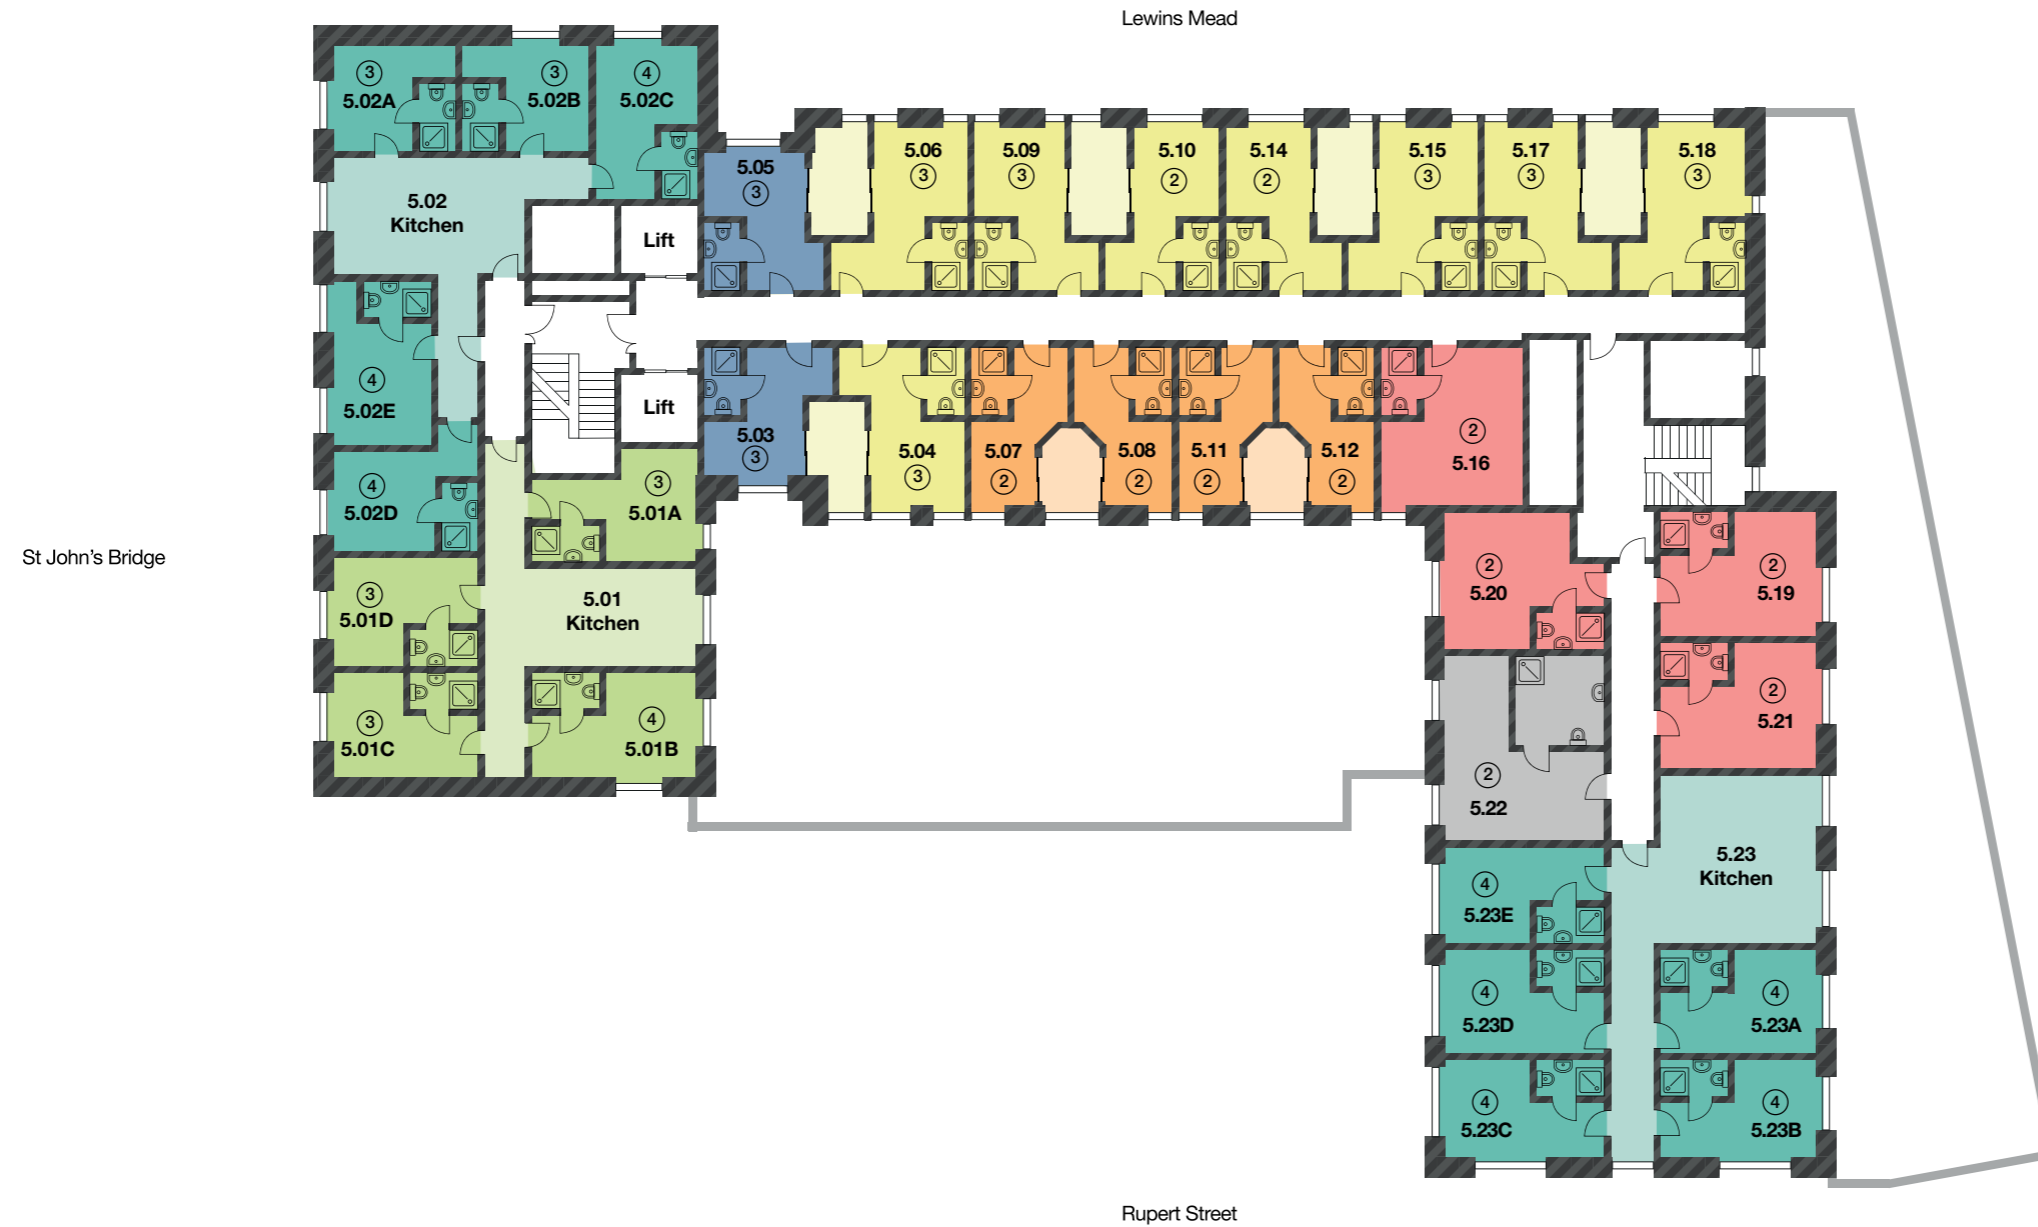 Lewins Mead
3
5.02A
3
5.02B
4
5.02C
5.02
Kitchen
Lift
5.05
3
5.06
3
5.09
3
5.10
2
5.14
2
5.15
3
5.17
3
5.18
3
4
5.02E
Lift
5.03
3
5.04
3
5.07
2
5.08
2
5.11
2
5.12
2
2
5.16
4
5.02D
3
5.01A
St John's Bridge
3
5.01D
5.01
Kitchen
2
5.20
2
5.19
3
5.01C
4
5.01B
2
5.21
2
5.22
5.23
Kitchen
4
5.23E
4
5.23D
4
5.23A
4
5.23C
4
5.23B
Rupert Street